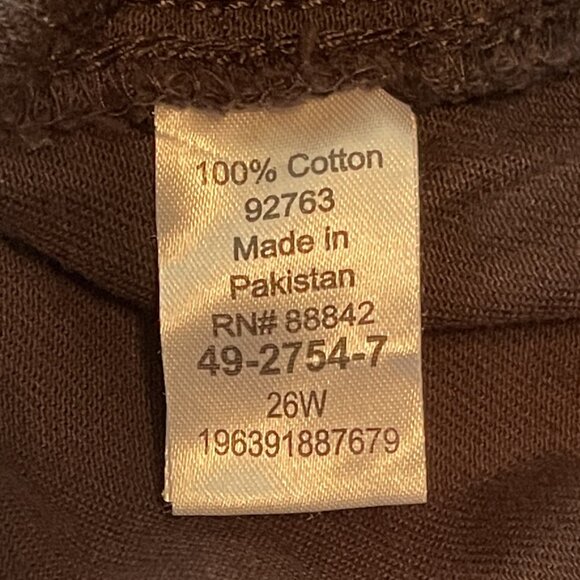 100% Cotton
92763
Made in
Pakistan
RN# 88842
49-2754-7
26W
196391887679